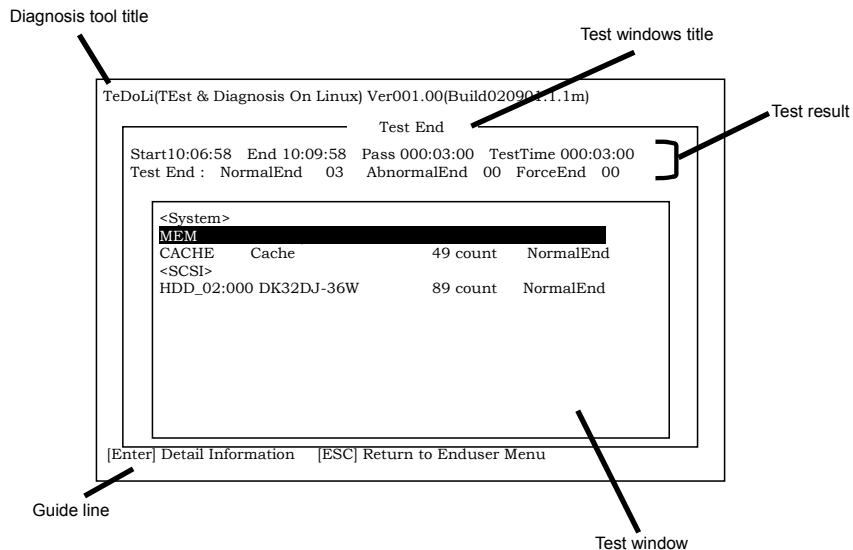 Diagnosis tool title
Test windows title
TeDoLi(TEst & Diagnosis On Linux) Ver001.00(Build020901.1.1m)
Test result
Test End
Start10:06:58 End 10:09:58 Pass 000:03:00 TestTime 000:03:00
Test End : NormalEnd 03 AbnormalEnd 00 ForceEnd 00
<System>
MEM
CACHE Cache 49 count NormalEnd
<SCSI>
HDD_02:000 DK32DJ-36W 89 count NormalEnd
[Enter] Detail Information [ESC] Return to Enduser Menu
Guide line
Test window